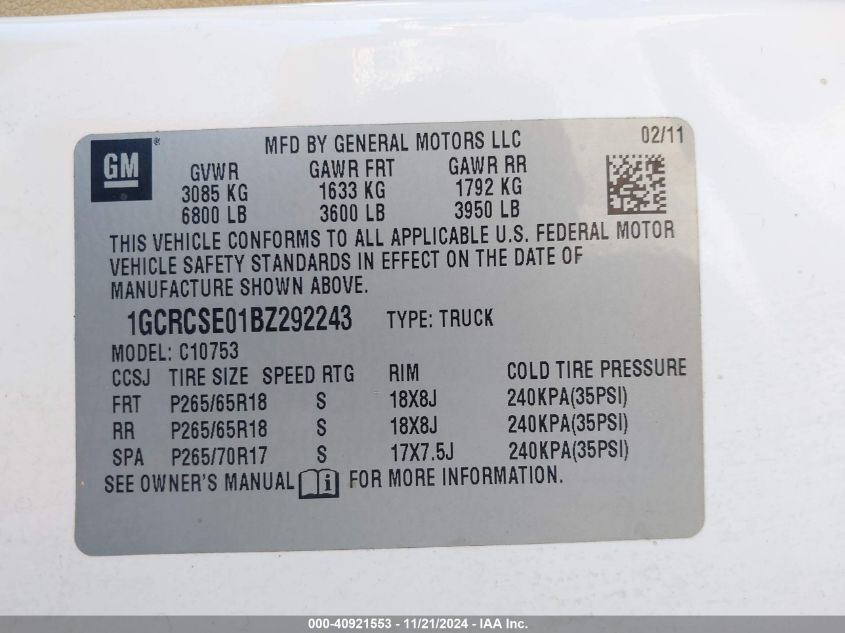 MFD BY GENERAL MOTORS LLC 02/11
GM®
GVWR GAWR FRT GAWR RR
3085 KG 1633 KG 1792 KG
6800 LB 3600 LB 3950 LB
THIS VEHICLE CONFORMS TO ALL APPLICABLE U.S. FEDERAL MOTOR
VEHICLE SAFETY STANDARDS IN EFFECT ON THE DATE OF
MANUFACTURE SHOWN ABOVE.
1GCRCSE01BZ292243 TYPE: TRUCK
MODEL: C10753
CCSJ TIRE SIZE SPEED RTG RIM COLD TIRE PRESSURE
FRT P265/65R18 S 18X8J 240KPA(35PSI)
RR P265/65R18 S 18X8J 240KPA(35PSI)
SPA P265/70R17 S 17X7.5J 240KPA(35PSI)
SEE OWNER'S MANUAL i FOR MORE INFORMATION.
000-40921553 - 11/21/2024 - IAA Inc.